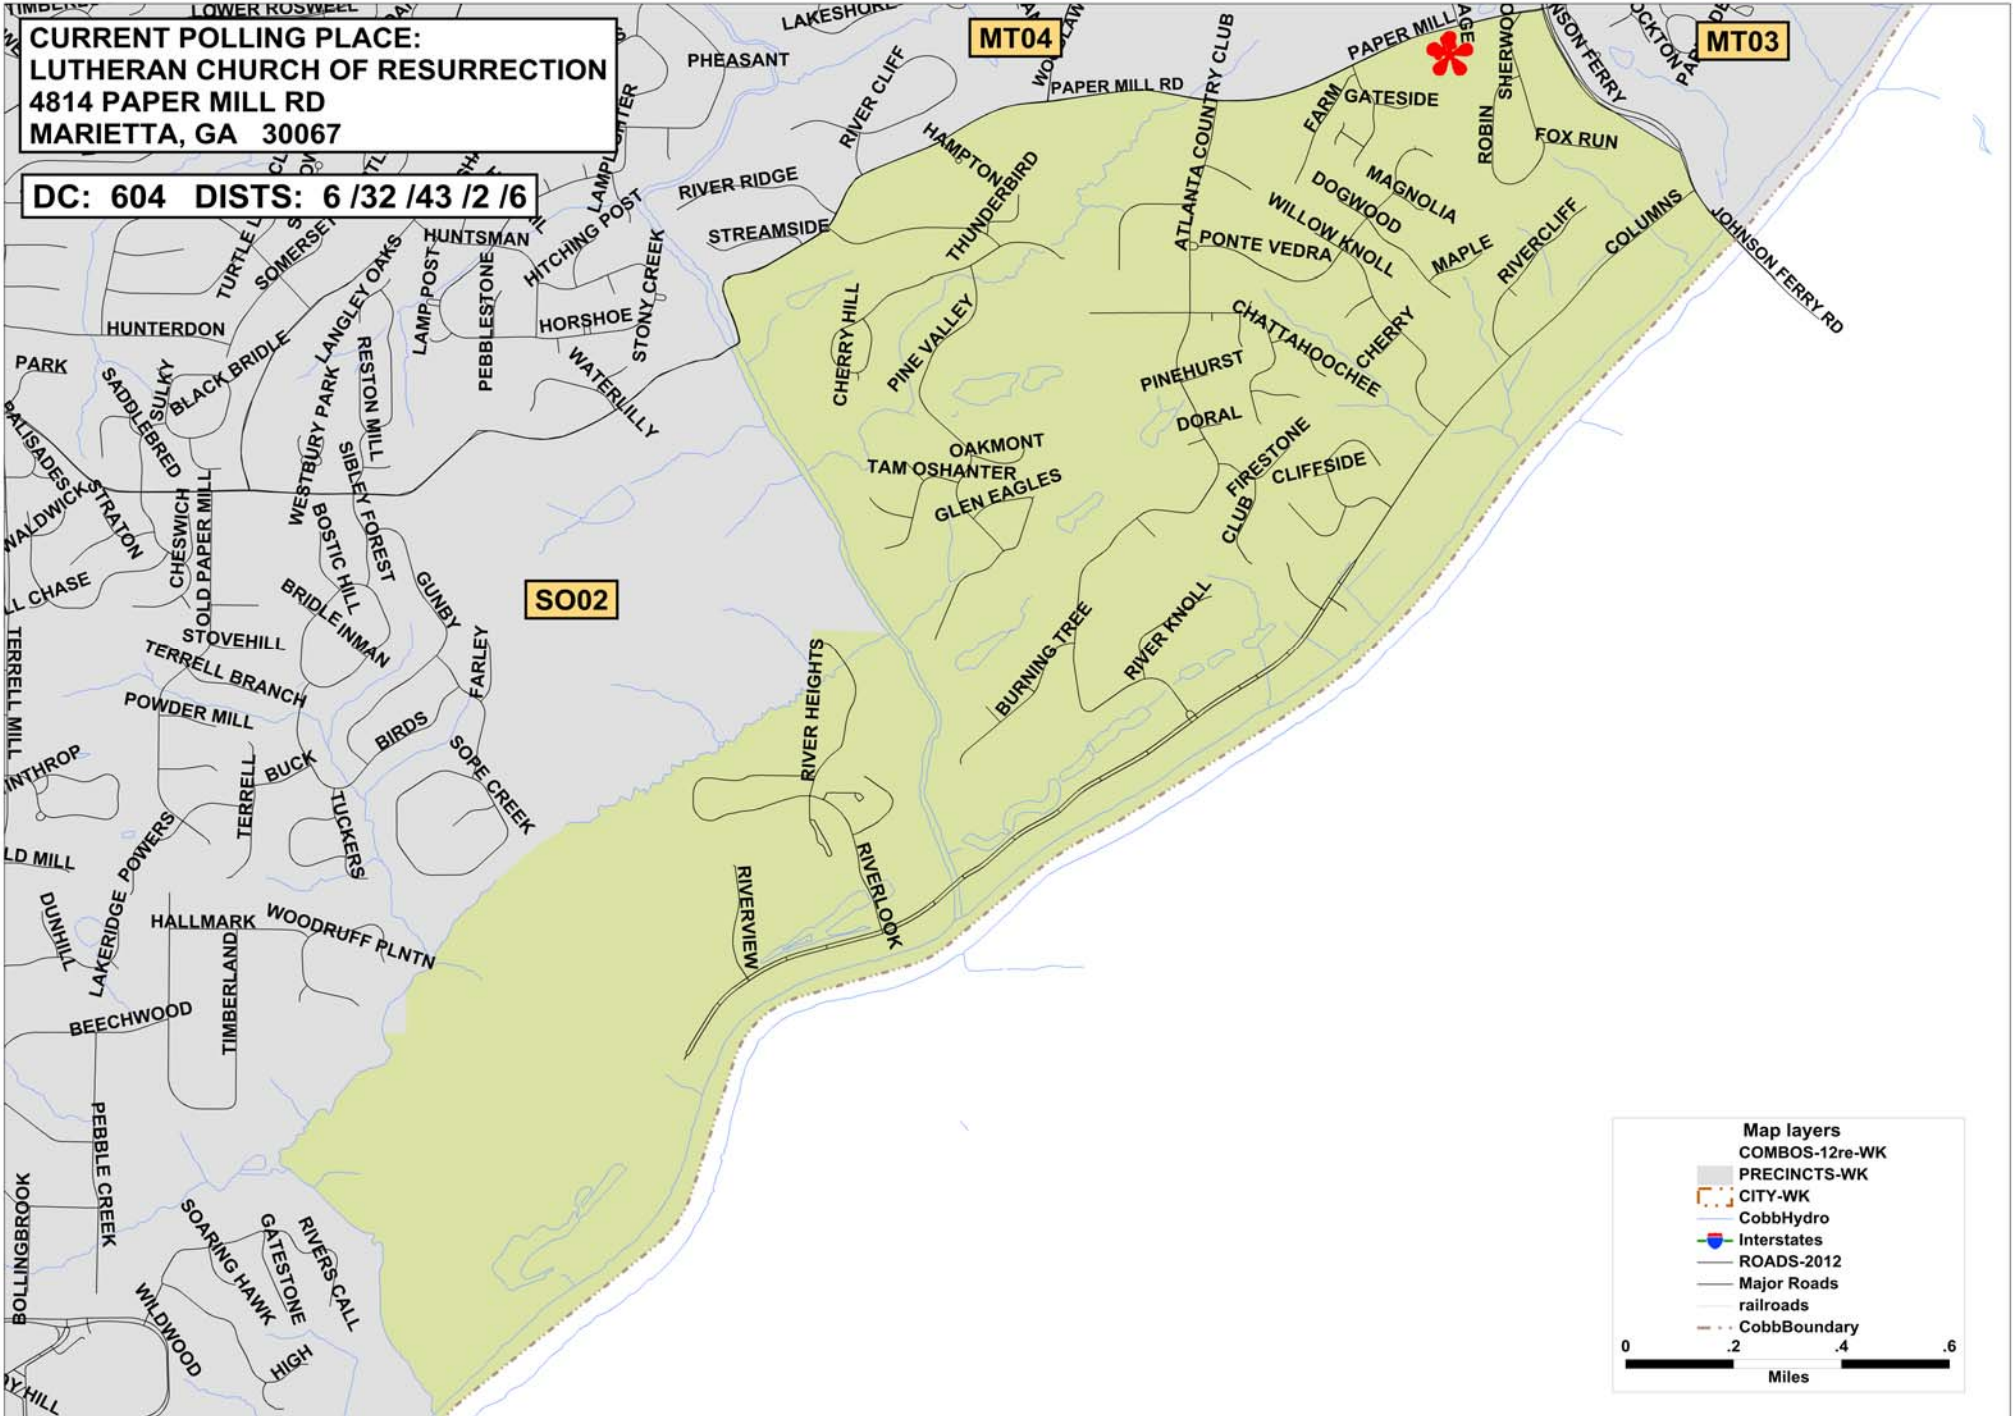 LOWER ROSWELL
LAKESHORE
CURRENT POLLING PLACE:
LUTHERAN CHURCH OF RESURRECTION
4814 PAPER MILL RD
MARIETTA, GA 30067
DC: 604 DISTS: 6 /32 /43 /2 /6
MT04
MT03
PHEASANT
PAPER MILL
PAPER MILL RD
RIVER CLIFF
ATLANTA COUNTRY CLUB
FARM
GATESIDE
ROBIN
FOX RUN
HAMPTON
THUNDERBIRD
RIVER RIDGE
STREAMSIDE
MAGNOLIA
DOGWOOD
WILLOW KNOLL
PONTE VEDRA
MAPLE
RIVERCLIFF
COLUMNS
JOHNSON FERRY RD
HUNTSMAN
HITCHING POST
SOMERSET
LANGLEY OAKS
LAMP POST
PEBBLESTONE
HORSHOE
STONY CREEK
WATERLILLY
HUNTERDON
PARK
SADDLEBRED
SULKY
BLACK BRIDLE
WESTBURY PARK
RESTON MILL
CHERRY HILL
PINE VALLEY
CHATTAHOOCHEE
CHERRY
PINEHURST
DORAL
FIRESTONE
CLIFFSIDE
CLUB
OAKMONT
TAM OSHANTER
GLEN EAGLES
PALISADES
WALDWICK
STRATON
CHESWICH
OLD PAPER MILL
SIBLEY FOREST
BOSTIC HILL
GUNBY
BRIDLE
INMAN
FARLEY
SO02
LL CHASE
STOVEHILL
TERRELL BRANCH
POWDER MILL
TERRELL MILL
BIRDS
BUCK
TERRELL
TUCKERS
SOPE CREEK
INTHROP
RIVER HEIGHTS
BURNING TREE
RIVER KNOLL
LD MILL
POWERS
LAKERIDGE
DUNHILL
HALLMARK
WOODRUFF PLNTN
TIMBERLAND
BEECHWOOD
RIVERVIEW
RIVERLOOK
PEBBLE CREEK
BOLLINGBROOK
SOARING HAWK
GATESTONE
RIVERS CALL
WILDWOOD
HIGH
Map layers
COMBOS-12re-WK
PRECINCTS-WK
CITY-WK
CobbHydro
Interstates
ROADS-2012
Major Roads
railroads
CobbBoundary
0 .2 .4 .6
Miles